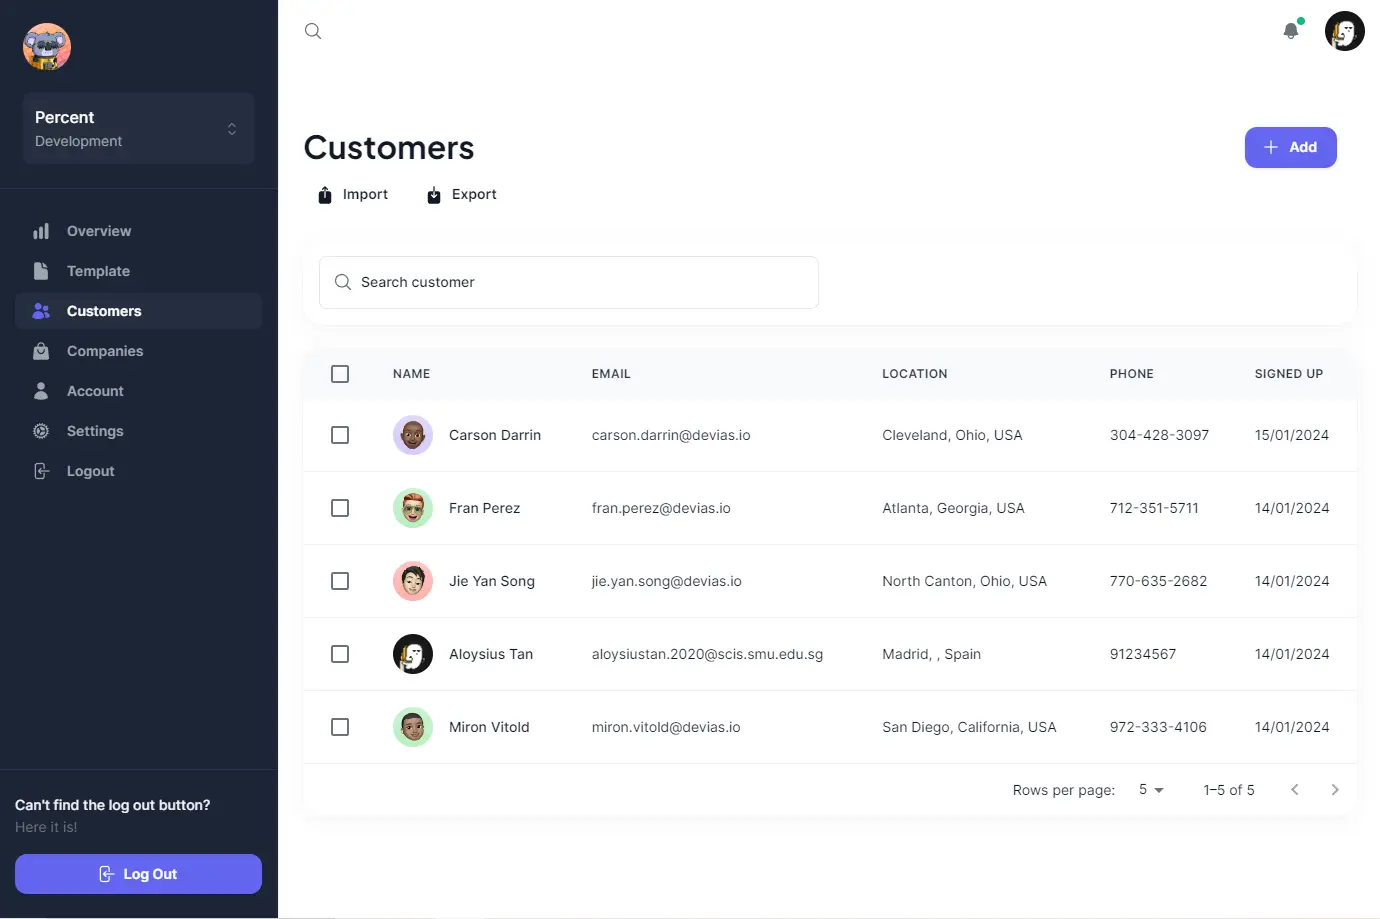 Percent
Development
Overview
Template
Customers
Companies
Account
Settings
Logout
Can't find the log out button?
Here it is!
Log Out
Customers
Add
Import Export
Search customer
NAME EMAIL LOCATION PHONE SIGNED UP
Carson Darrin carson.darrin@devias.io Cleveland, Ohio, USA 304-428-3097 15/01/2024
Fran Perez fran.perez@devias.io Atlanta, Georgia, USA 712-351-5711 14/01/2024
Jie Yan Song jie.yan.song@devias.io North Canton, Ohio, USA 770-635-2682 14/01/2024
Aloysius Tan aloysiustan.2020@scis.smu.edu.sg Madrid, , Spain 91234567 14/01/2024
Miron Vitold miron.vitold@devias.io San Diego, California, USA 972-333-4106 14/01/2024
Rows per page: 5 1–5 of 5